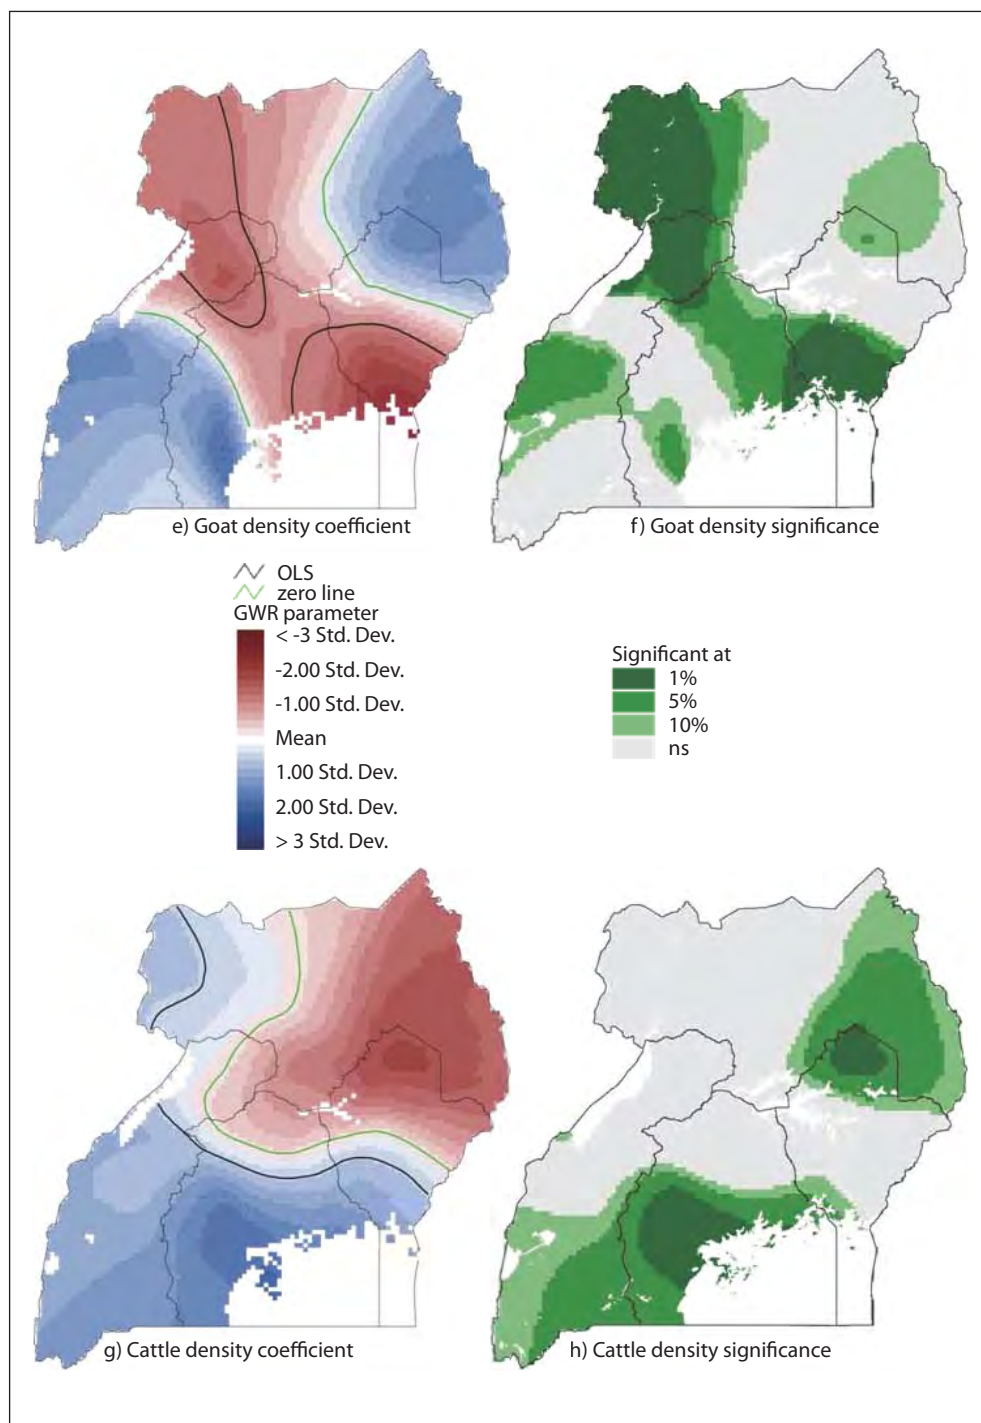 e) Goat density coefficient
f) Goat density significance
OLS
zero line
GWR parameter
< -3 Std. Dev.
-2.00 Std. Dev.
-1.00 Std. Dev.
Mean
1.00 Std. Dev.
2.00 Std. Dev.
> 3 Std. Dev.
Significant at
1%
5%
10%
ns
g) Cattle density coefficient
h) Cattle density significance